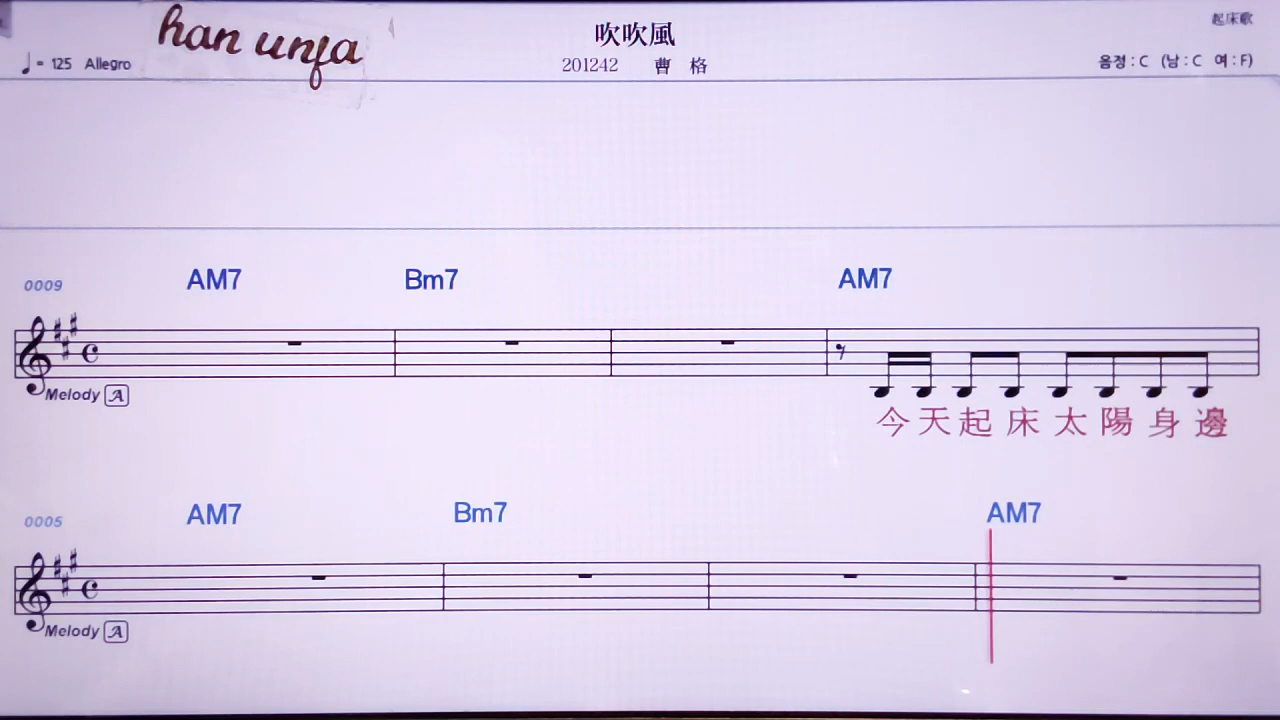 han unfa
吹吹風
起床歌
♩= 125 Allegro
201242 曹 格
음정 : C (남 : C 여 : F)
0009
AM7 Bm7 AM7
Melody A
今天起床太陽身邊
0005
AM7 Bm7 AM7
Melody A